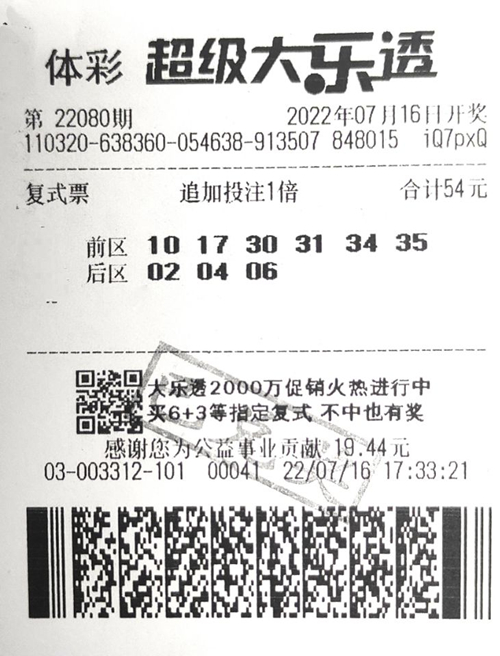 体彩 超级大乐透
第 22080期 2022年07月16日开奖
110320-638360-054638-913507 848015 iQ7pxQ
复式票 追加投注1倍 合计54元
前区 10 17 30 31 34 35
后区 02 04 06
大乐透2000万促销火热进行中
买6+3等指定复式 不中也有奖
感谢您为公益事业贡献 19.44元
03-003312-101 00041 22/07/16 17:33:21